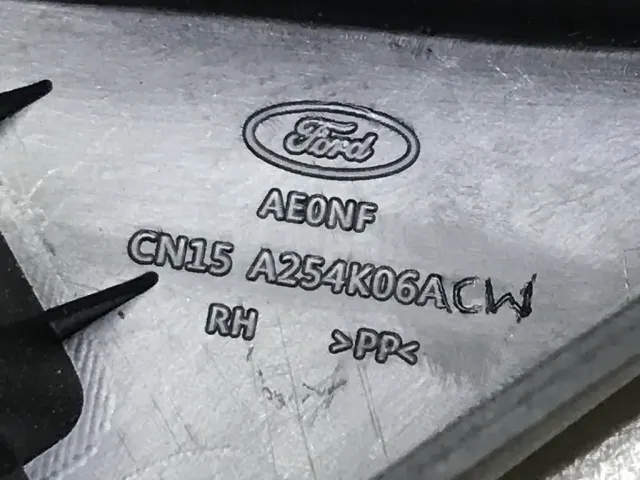 Ford
AE0NF
CN15 A254K06ACW
RH >PP<